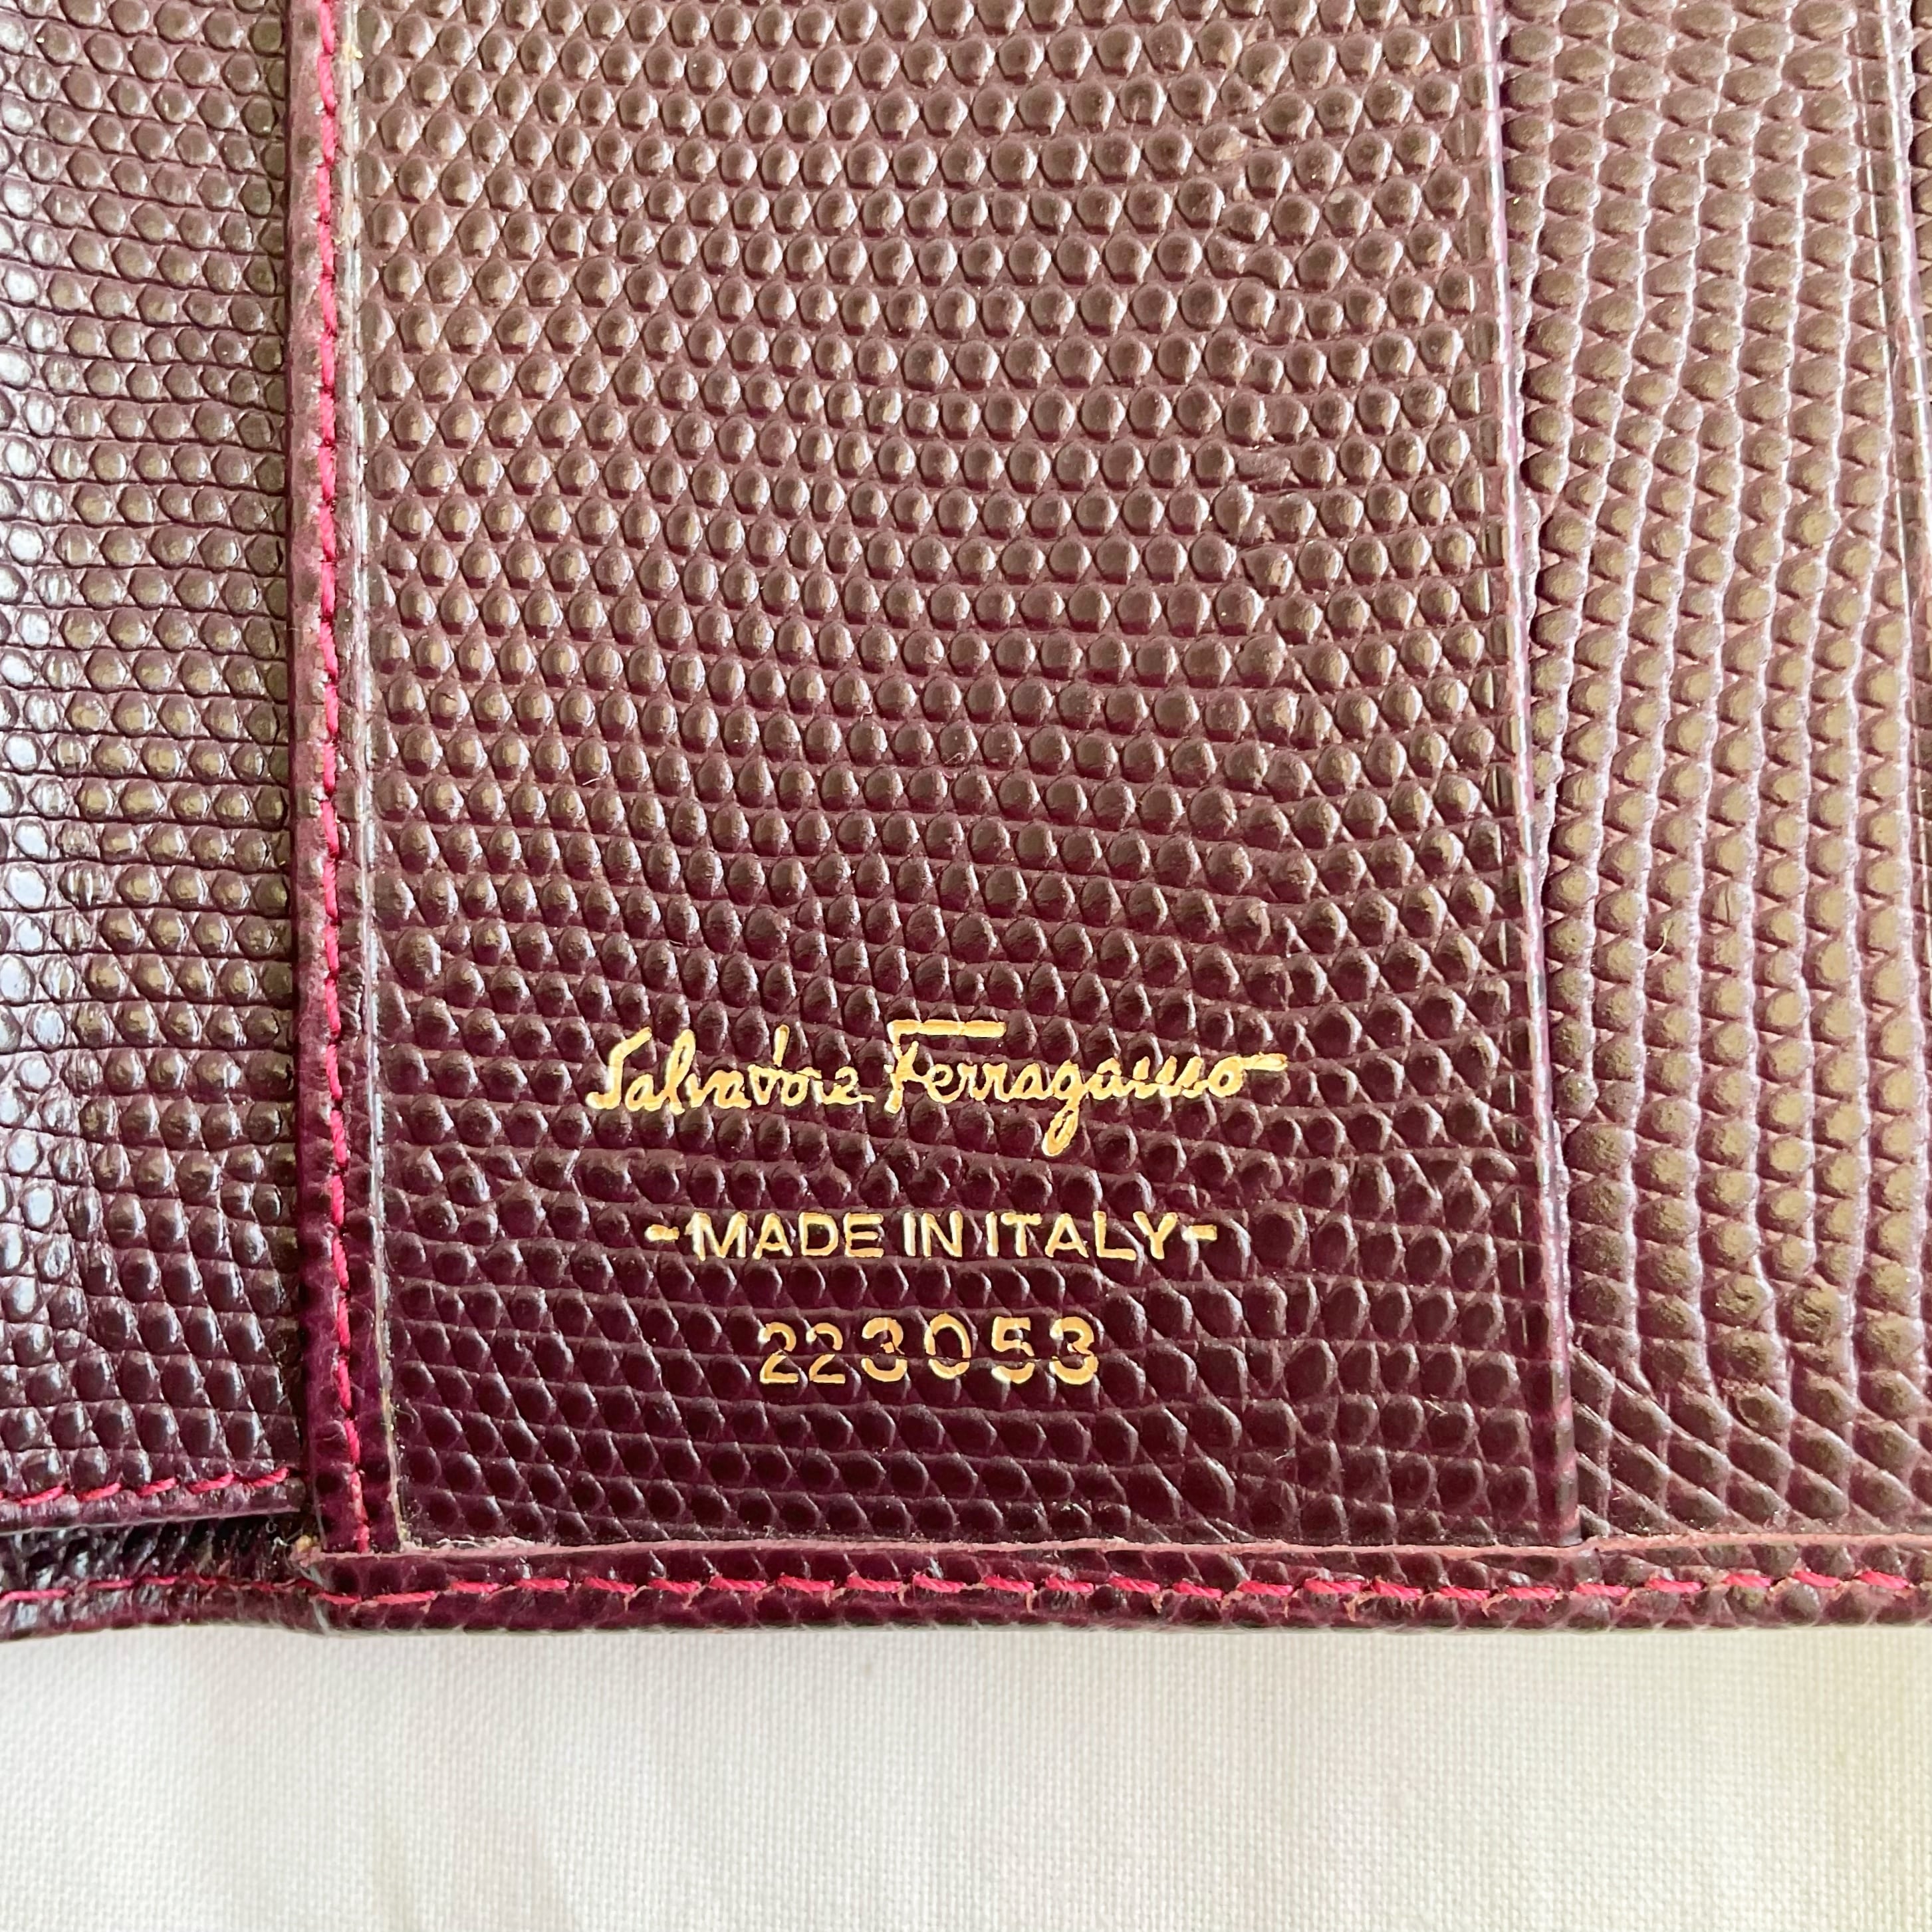 Salvatore Ferragamo
-MADE IN ITALY-
223053